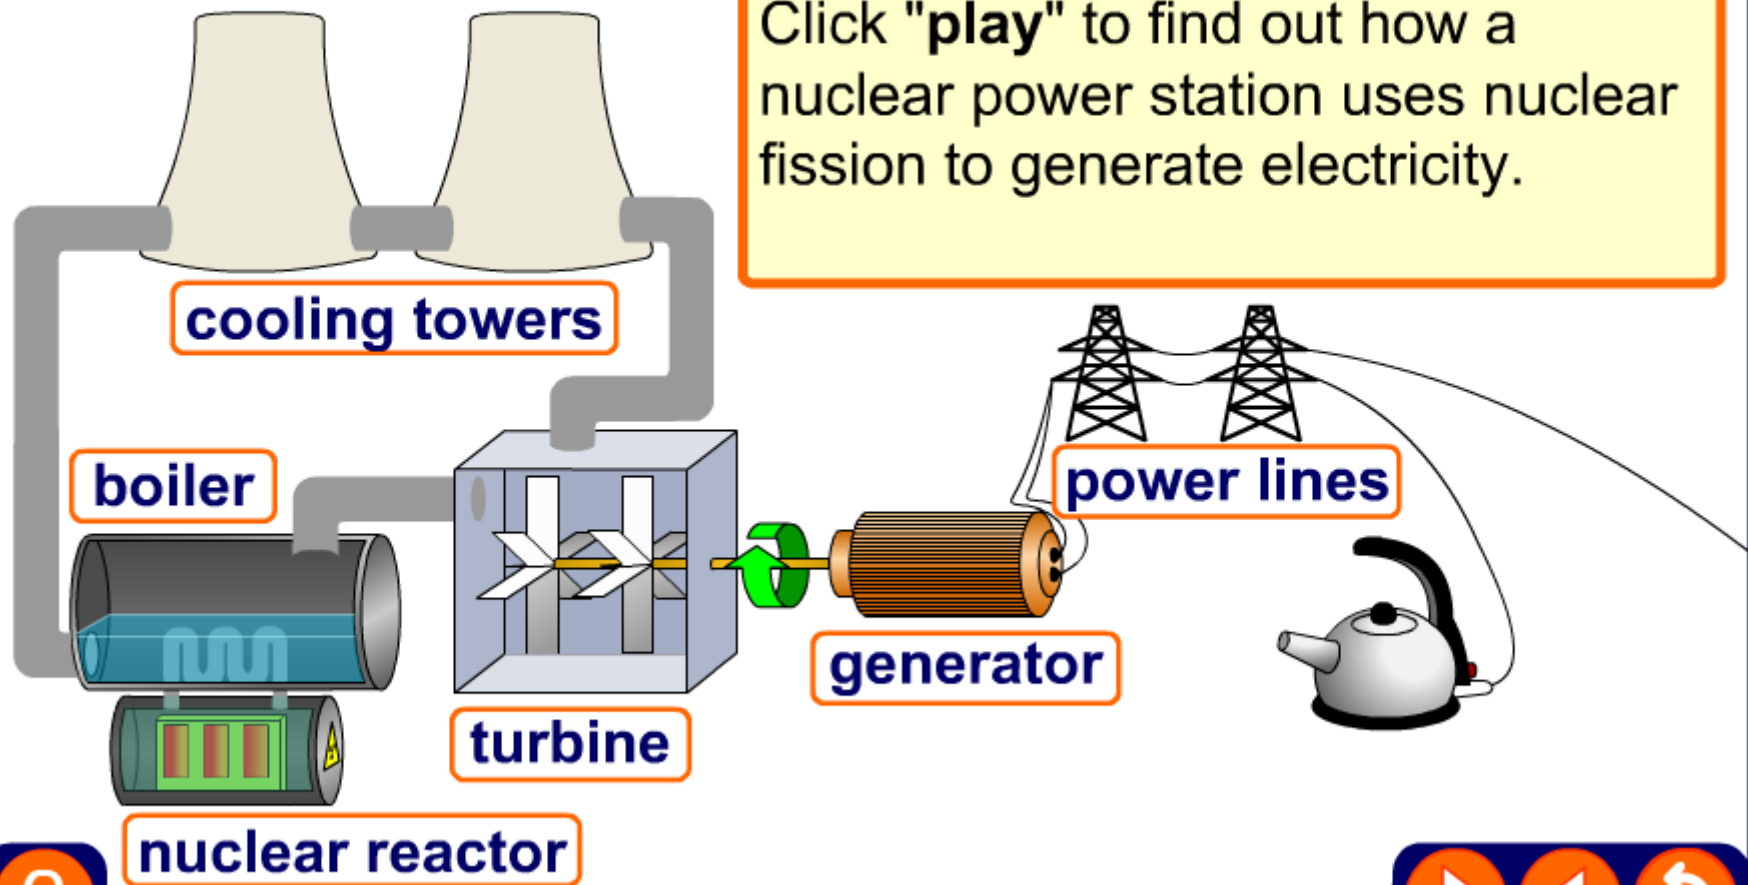 Click "play" to find out how a
nuclear power station uses nuclear
fission to generate electricity.
cooling towers
boiler
power lines
generator
turbine
nuclear reactor